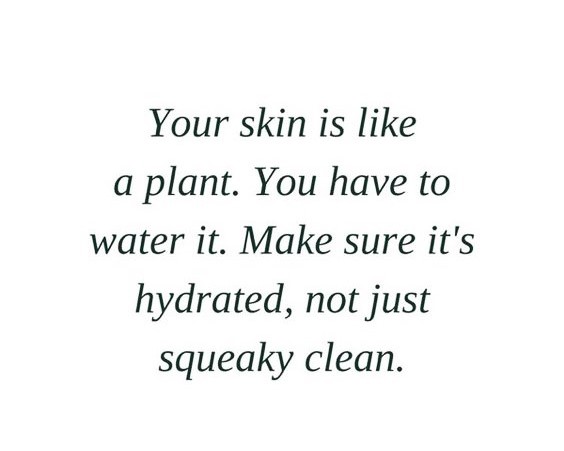 Your skin is like
a plant. You have to
water it. Make sure it's
hydrated, not just
squeaky clean.